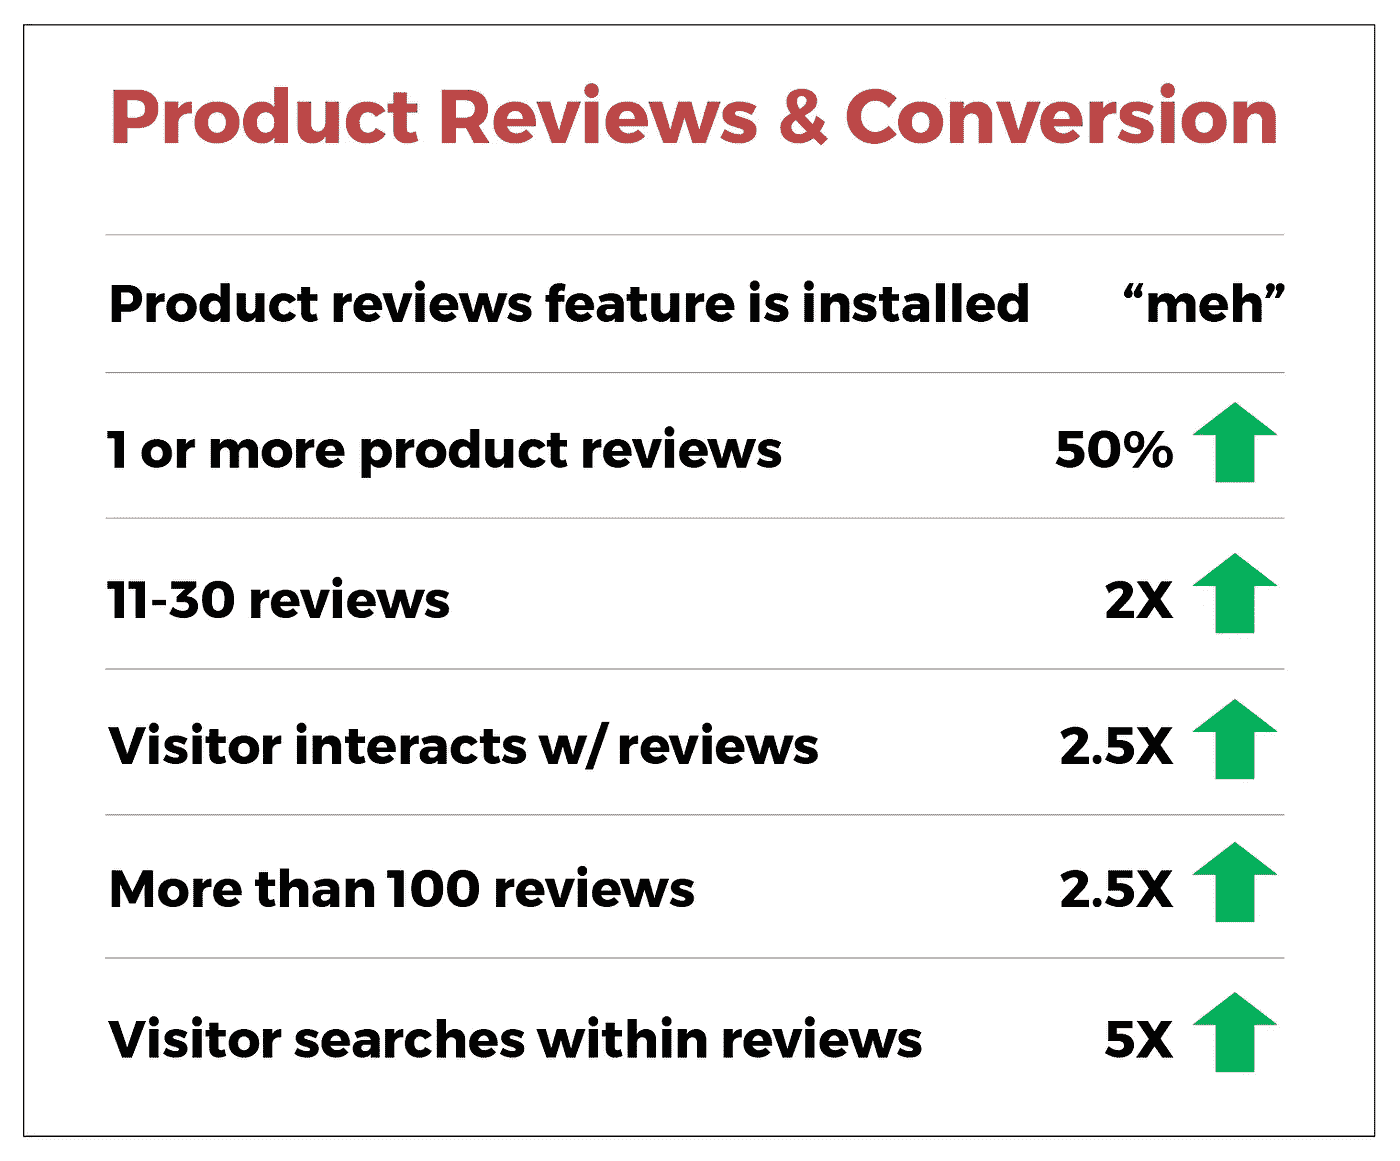 Product Reviews & Conversion
Product reviews feature is installed “meh”
1 or more product reviews 50%
11-30 reviews 2X
Visitor interacts w/ reviews 2.5X
More than 100 reviews 2.5X
Visitor searches within reviews 5X